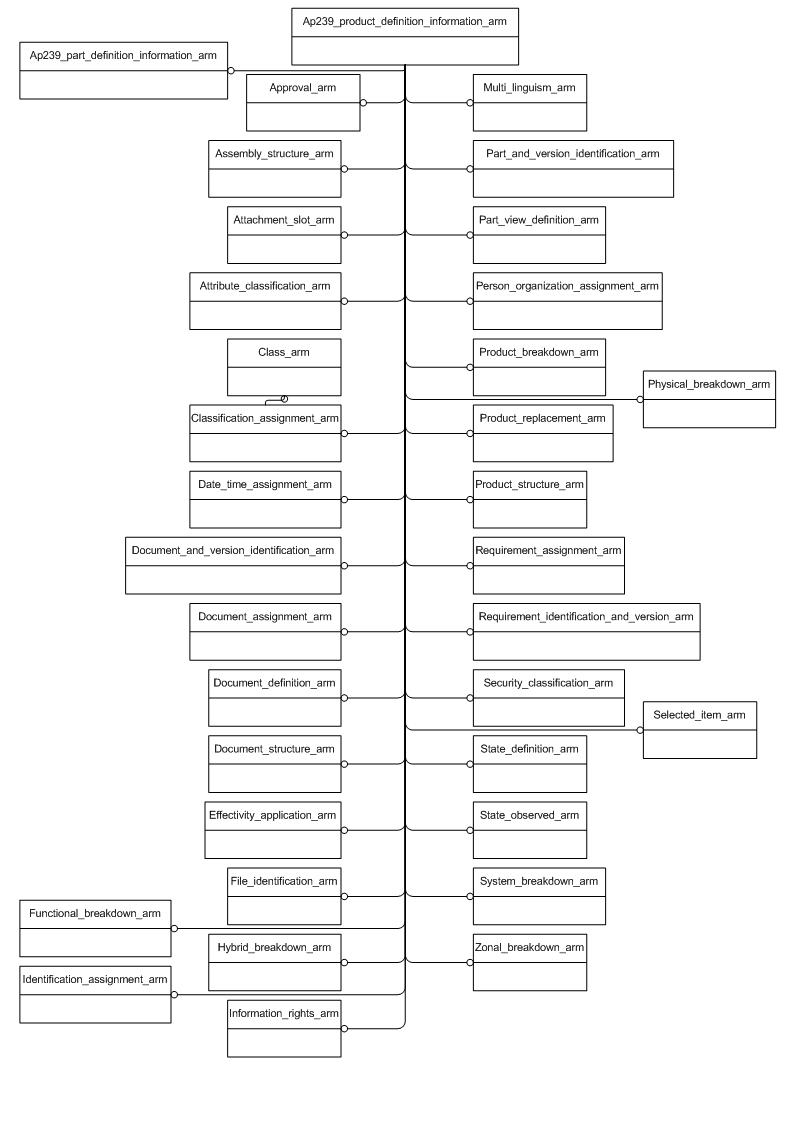 Ap239_product_definition_information_arm
Ap239_part_definition_information_arm
Approval_arm
Multi_linguism_arm
Assembly_structure_arm
Part_and_version_identification_arm
Attachment_slot_arm
Part_view_definition_arm
Attribute_classification_arm
Person_organization_assignment_arm
Class_arm
Product_breakdown_arm
Physical_breakdown_arm
Classification_assignment_arm
Product_replacement_arm
Date_time_assignment_arm
Product_structure_arm
Document_and_version_identification_arm
Requirement_assignment_arm
Document_assignment_arm
Requirement_identification_and_version_arm
Document_definition_arm
Security_classification_arm
Selected_item_arm
Document_structure_arm
State_definition_arm
Effectivity_application_arm
State_observed_arm
File_identification_arm
System_breakdown_arm
Functional_breakdown_arm
Hybrid_breakdown_arm
Zonal_breakdown_arm
Identification_assignment_arm
Information_rights_arm